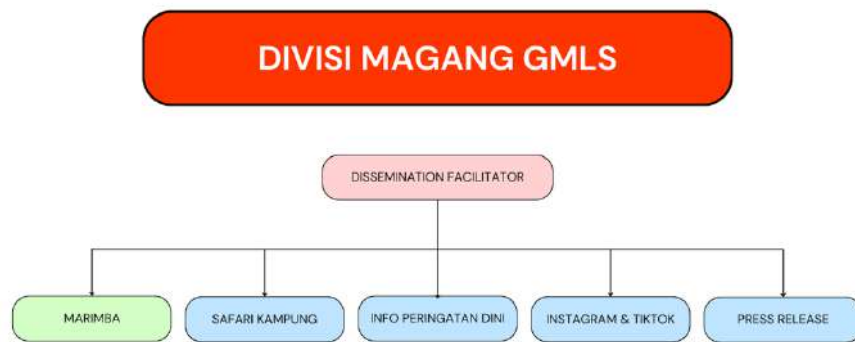 DIVISI MAGANG GMLS
DISSEMINATION FACILITATOR
MARIMBA
SAFARI KAMPUNG
INFO PERINGATAN DINI
INSTAGRAM & TIKTOK
PRESS RELEASE